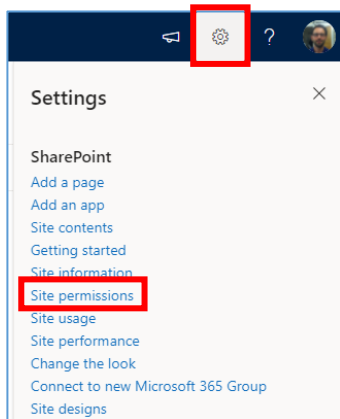 ?
Settings
SharePoint
Add a page
Add an app
Site contents
Getting started
Site information
Site permissions
Site usage
Site performance
Change the look
Connect to new Microsoft 365 Group
Site designs